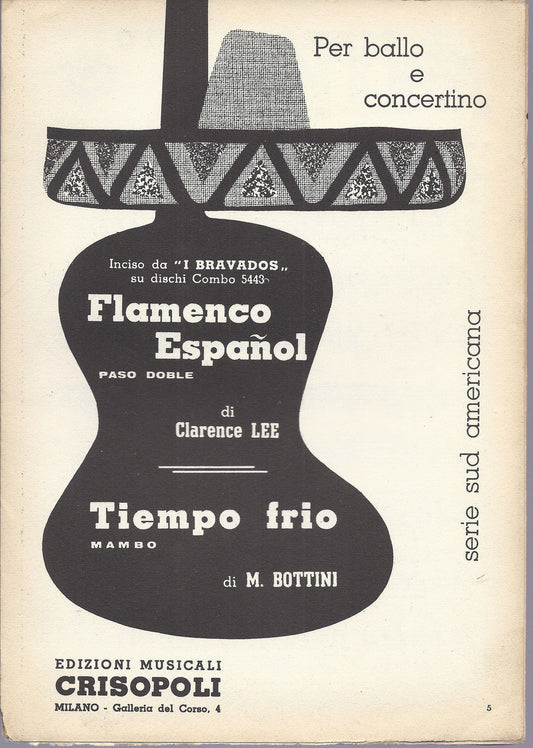 Per ballo
e
concertino
Inciso da "I BRAVADOS„
su dischi Combo 5443
Flamenco
Español
PASO DOBLE
di
Clarence LEE
Tiempo frio
MAMBO
di M. BOTTINI
serie sud americana
EDIZIONI MUSICALI
CRISOPOLI
MILANO - Galleria del Corso, 4
5